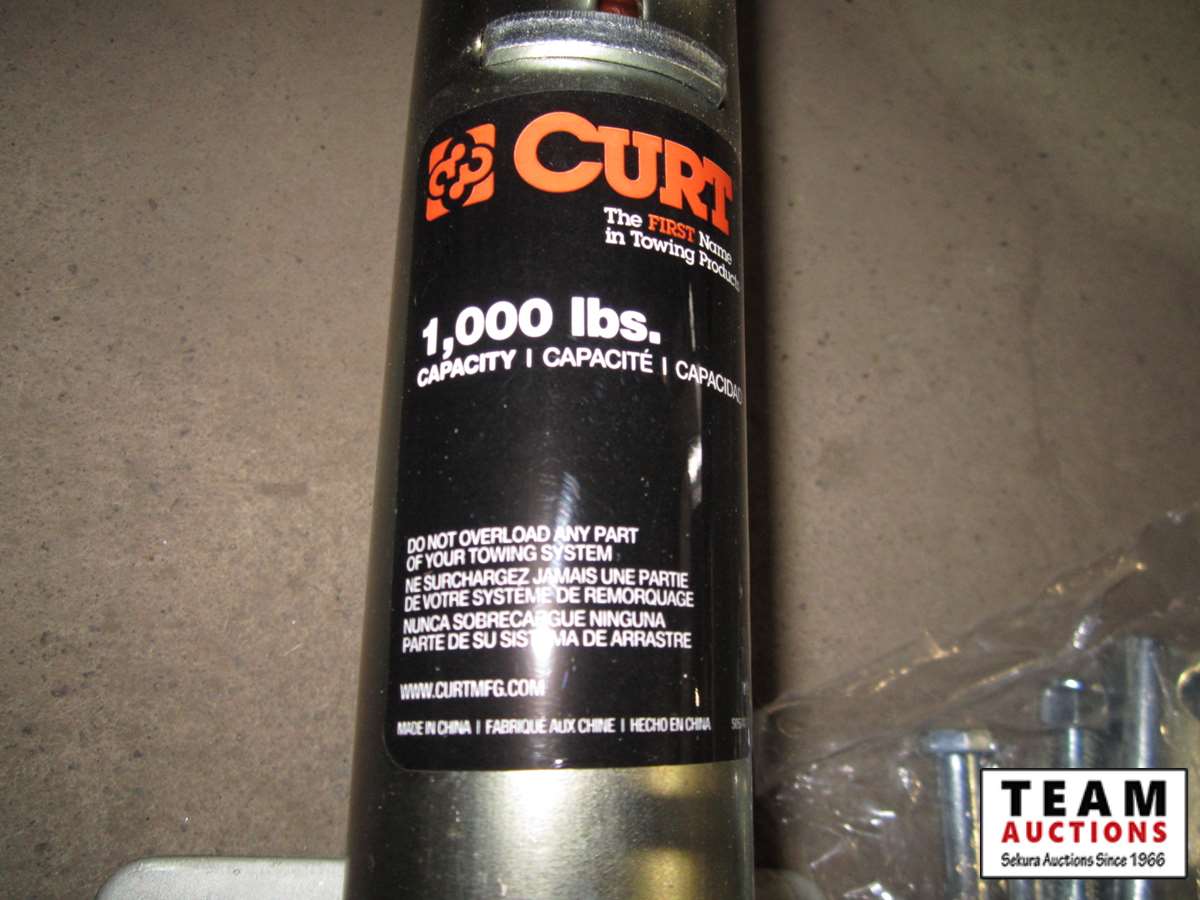 CURT
The FIRST Name
in Towing Products
1,000 lbs.
CAPACITY | CAPACITÉ | CAPACIDAD
DO NOT OVERLOAD ANY PART
OF YOUR TOWING SYSTEM
NE SURCHARGEZ JAMAIS UNE PARTIE
DE VOTRE SYSTÈME DE REMORQUAGE
NUNCA SOBRECARGUE NINGUNA
PARTE DE SU SISTEMA DE ARRASTRE
WWW.CURTMFG.COM
MADE IN CHINA | FABRIQUÉ AUX CHINE | HECHO EN CHINA
TEAM
AUCTIONS
Sekura Auctions Since 1966